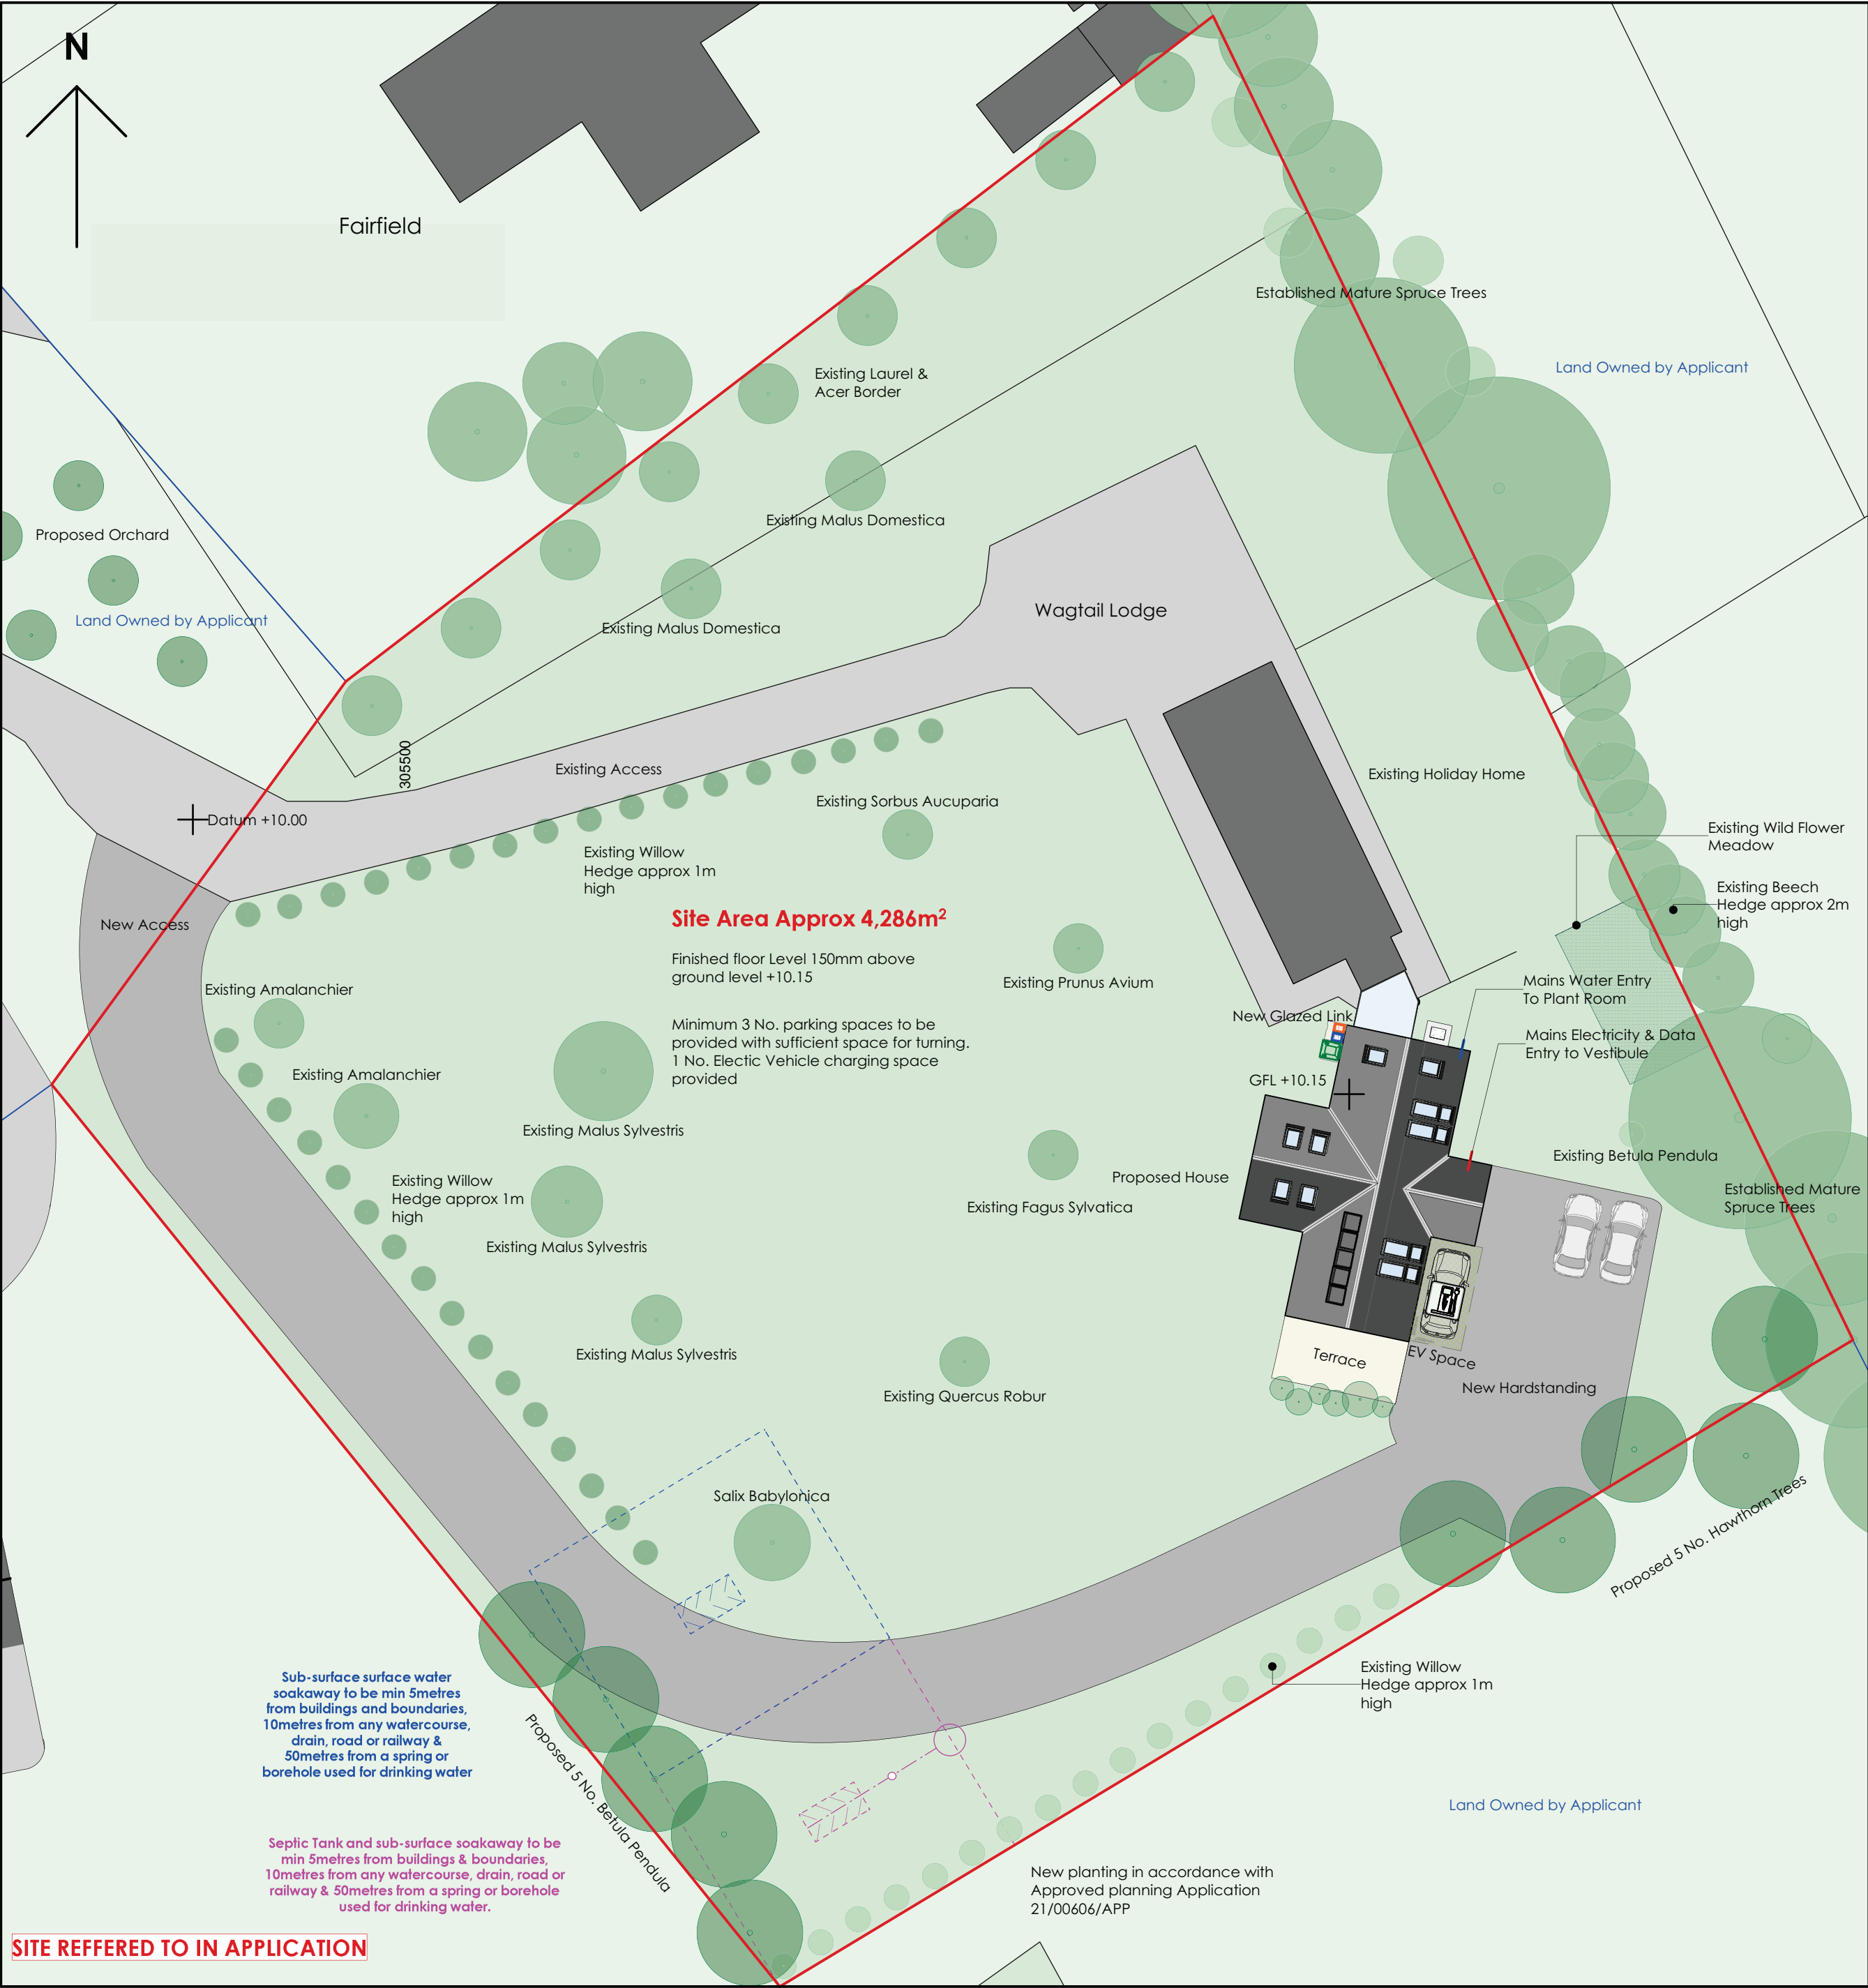 N
Fairfield
Established Mature Spruce Trees
Land Owned by Applicant
Existing Laurel &
Acer Border
Existing Malus Domestica
Proposed Orchard
Land Owned by Applicant
Existing Malus Domestica
Wagtail Lodge
305500
Existing Access
Existing Holiday Home
Datum +10.00
Existing Sorbus Aucuparia
Existing Wild Flower
Meadow
Existing Willow
Hedge approx 1m
high
Existing Beech
Hedge approx 2m
high
New Access
Site Area Approx 4,286m²
Finished floor Level 150mm above
ground level +10.15
Minimum 3 No. parking spaces to be
provided with sufficient space for turning.
1 No. Electic Vehicle charging space
provided
Existing Prunus Avium
Mains Water Entry
To Plant Room
Existing Amalanchier
New Glazed Link
Mains Electricity & Data
Entry to Vestibule
Existing Amalanchier
GFL +10.15
Existing Malus Sylvestris
Existing Betula Pendula
Existing Willow
Hedge approx 1m
high
Proposed House
Established Mature
Spruce Trees
Existing Fagus Sylvatica
Existing Malus Sylvestris
Existing Malus Sylvestris
Terrace
EV Space
New Hardstanding
Existing Quercus Robur
Salix Babylonica
Proposed 5 No. Hawthorn Trees
Sub-surface surface water
soakaway to be min 5metres
from buildings and boundaries,
10metres from any watercourse,
drain, road or railway &
50metres from a spring or
borehole used for drinking water
Proposed 5 No. Betula Pendula
Existing Willow
Hedge approx 1m
high
Land Owned by Applicant
Septic Tank and sub-surface soakaway to be
min 5metres from buildings & boundaries,
10metres from any watercourse, drain, road or
railway & 50metres from a spring or borehole
used for drinking water.
New planting in accordance with
Approved planning Application
21/00606/APP
SITE REFFERED TO IN APPLICATION